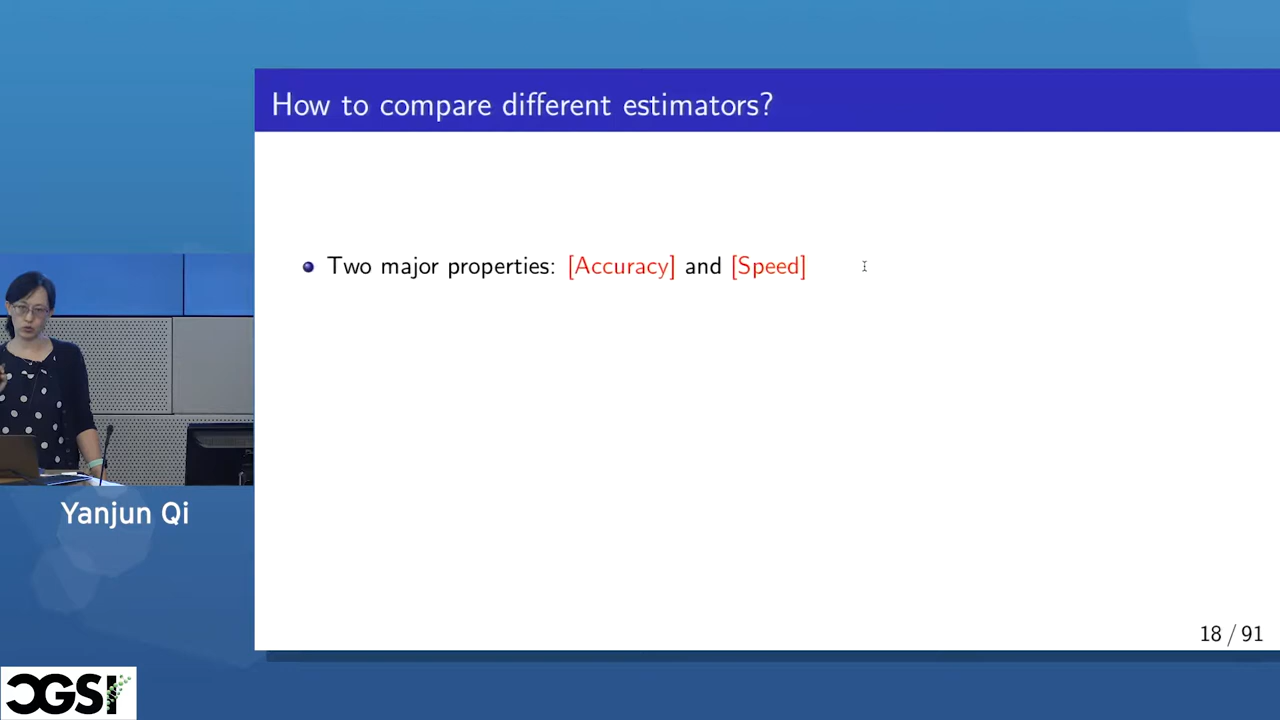 How to compare different estimators?
Two major properties: [Accuracy] and [Speed]
Yanjun Qi
18 / 91
CGSI